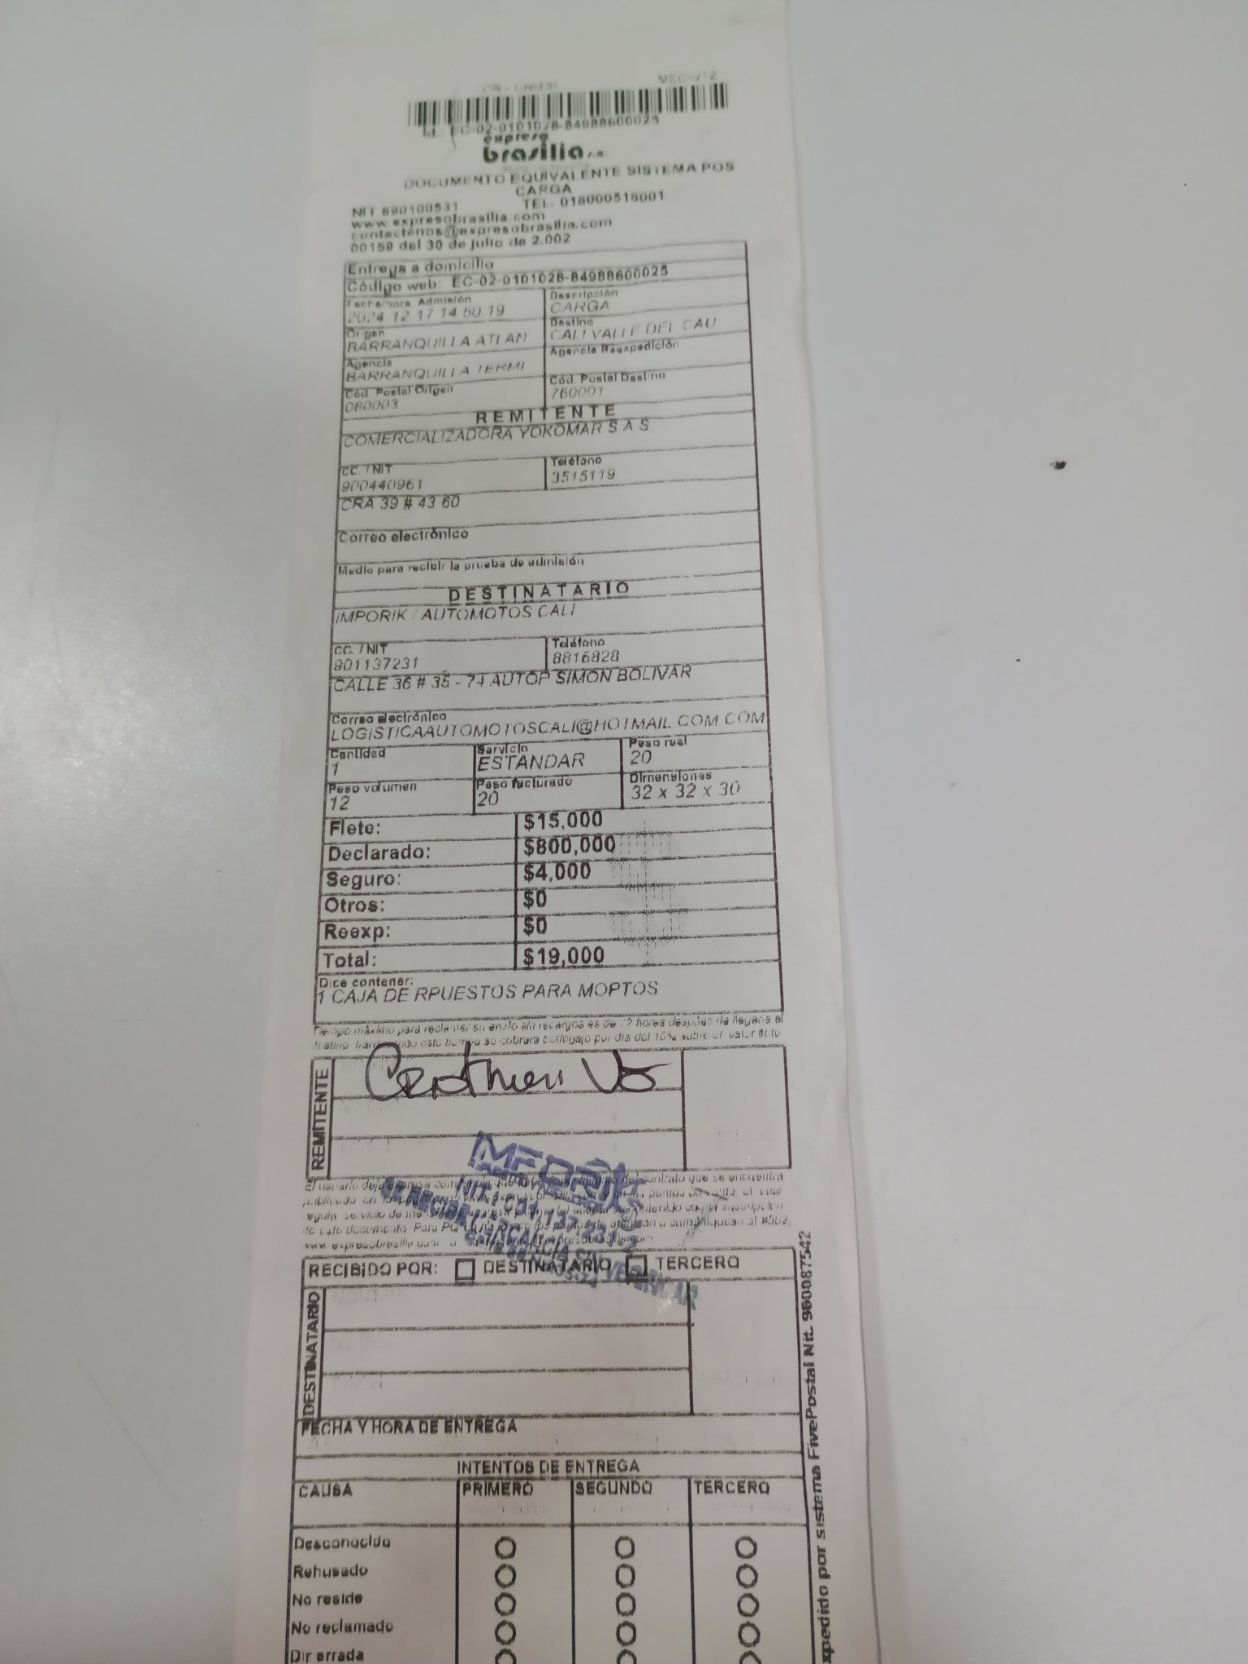 Id.: EC-02-0101028-84988600025
expreso
brasilia s.a.
DOCUMENTO EQUIVALENTE SISTEMA POS
CARGA
NIT 890100531 TEL. 018000518001
www.expresobrasilia.com
contactenos@expresobrasilia.com
00159 del 30 de Julio de 2.002
Entrega a domicilio
Código web: EC-02-0101028-84988600025
Fecha/hora Admisión Descripción
2024 12 17 14:50:19 CARGA
Origen Destino
BARRANQUILLA ATLAN CALI VALLE DEL CAU
Agencia Agencia Reexpedición
BARRANQUILLA TERMI
Cód. Postal Origen Cód. Postal Destino
080003 760001
REMITENTE
COMERCIALIZADORA YOKOMAR S A S
CC. / NIT Teléfono
900440961 3515119
CRA 39 # 43 60
Correo electrónico
Medio para recibir la prueba de admisión
DESTINATARIO
IMPORIK / AUTOMOTOS CALI
CC. / NIT Teléfono
901137231 8816828
CALLE 36 # 35 - 74 AUTOP SIMON BOLIVAR
Correo electrónico
LOGISTICAAUTOMOTOSCALI@HOTMAIL COM COM
Cantidad Servicio Peso real
1 ESTANDAR 20
Peso volumen Peso facturado Dimensiones
12 20 32 x 32 x 30
Flete: $15,000
Declarado: $800,000
Seguro: $4,000
Otros: $0
Reexp: $0
Total: $19,000
Dice contener:
1 CAJA DE RPUESTOS PARA MOPTOS
REMITENTE
RECIBIDO POR: DESTINATARIO TERCERO
DESTINATARIO
FECHA Y HORA DE ENTREGA
INTENTOS DE ENTREGA
CAUSA PRIMERO SEGUNDO TERCERO
Desconocido
Rehusado
No reside
No reclamado
Dir errada
xpedido por sistema FivePostal Nit. 900087542